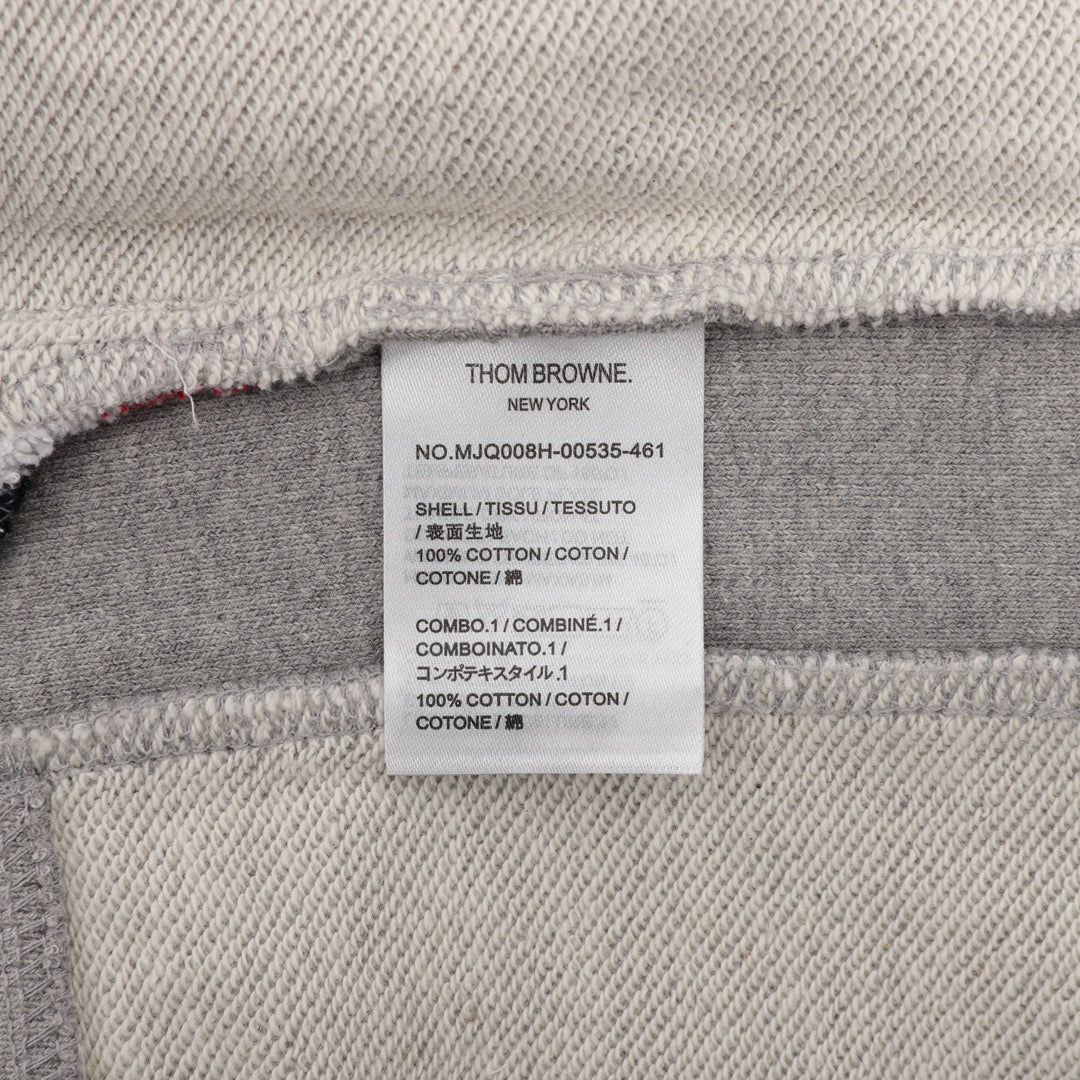 THOM BROWNE.
NEW YORK
NO.MJQ008H-00535-461
SHELL / TISSU / TESSUTO
/ 表面生地
100% COTTON / COTON /
COTONE / 綿
COMBO.1 / COMBINÉ.1 /
COMBOINATO.1 /
コンポテキスタイル.1
100% COTTON / COTON /
COTONE / 綿